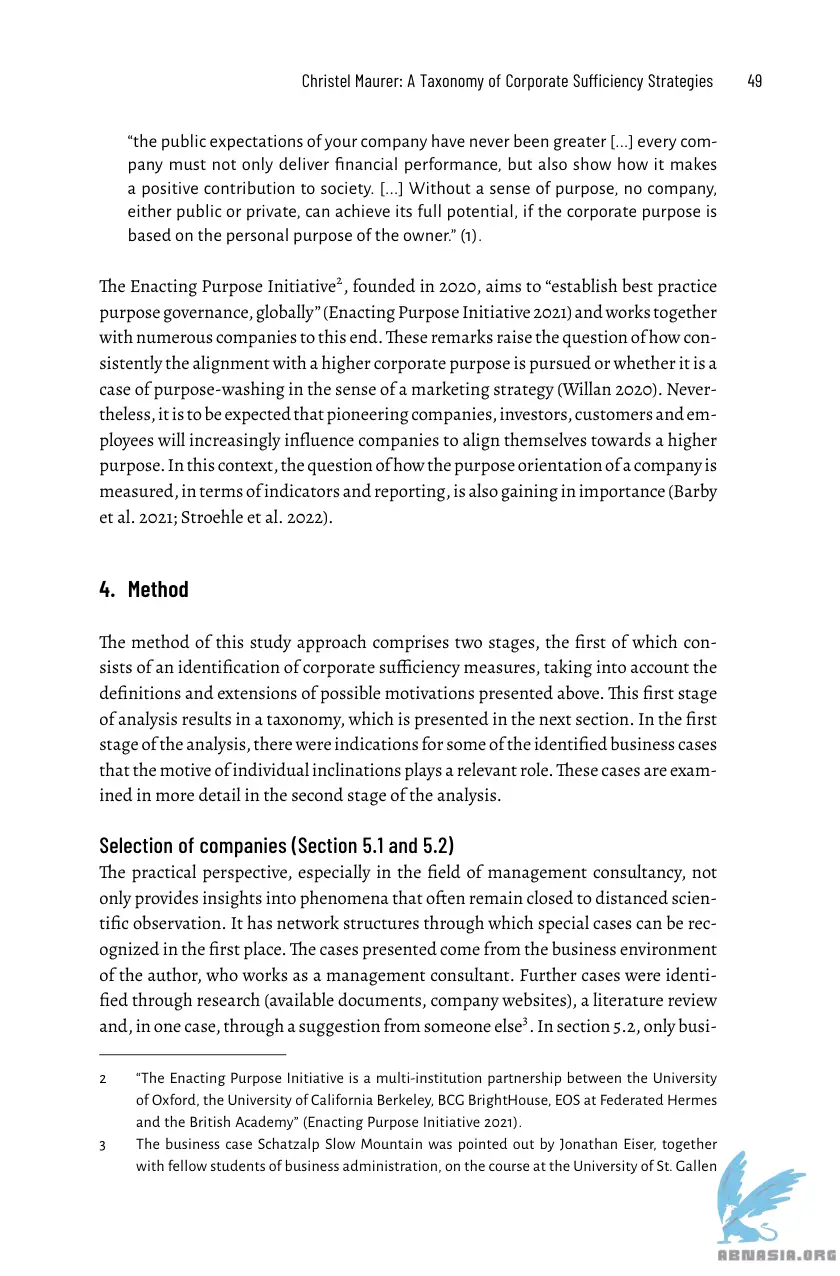 Christel Maurer: A Taxonomy of Corporate Sufficiency Strategies 49
“the public expectations of your company have never been greater [...] every com-
pany must not only deliver financial performance, but also show how it makes
a positive contribution to society. [...] Without a sense of purpose, no company,
either public or private, can achieve its full potential, if the corporate purpose is
based on the personal purpose of the owner.” (1).
The Enacting Purpose Initiative2, founded in 2020, aims to “establish best practice
purpose governance, globally” (Enacting Purpose Initiative 2021) and works together
with numerous companies to this end. These remarks raise the question of how con-
sistently the alignment with a higher corporate purpose is pursued or whether it is a
case of purpose-washing in the sense of a marketing strategy (Willan 2020). Never-
theless, it is to be expected that pioneering companies, investors, customers and em-
ployees will increasingly influence companies to align themselves towards a higher
purpose. In this context, the question of how the purpose orientation of a company is
measured, in terms of indicators and reporting, is also gaining in importance (Barby
et al. 2021; Stroehle et al. 2022).
4. Method
The method of this study approach comprises two stages, the first of which con-
sists of an identification of corporate sufficiency measures, taking into account the
definitions and extensions of possible motivations presented above. This first stage
of analysis results in a taxonomy, which is presented in the next section. In the first
stage of the analysis, there were indications for some of the identified business cases
that the motive of individual inclinations plays a relevant role. These cases are exam-
ined in more detail in the second stage of the analysis.
Selection of companies (Section 5.1 and 5.2)
The practical perspective, especially in the field of management consultancy, not
only provides insights into phenomena that often remain closed to distanced scien-
tific observation. It has network structures through which special cases can be rec-
ognized in the first place. The cases presented come from the business environment
of the author, who works as a management consultant. Further cases were identi-
fied through research (available documents, company websites), a literature review
and, in one case, through a suggestion from someone else3. In section 5.2, only busi-
2 “The Enacting Purpose Initiative is a multi-institution partnership between the University
of Oxford, the University of California Berkeley, BCG BrightHouse, EOS at Federated Hermes
and the British Academy” (Enacting Purpose Initiative 2021).
3 The business case Schatzalp Slow Mountain was pointed out by Jonathan Eiser, together
with fellow students of business administration, on the course at the University of St. Gallen
ABNASIA.ORG